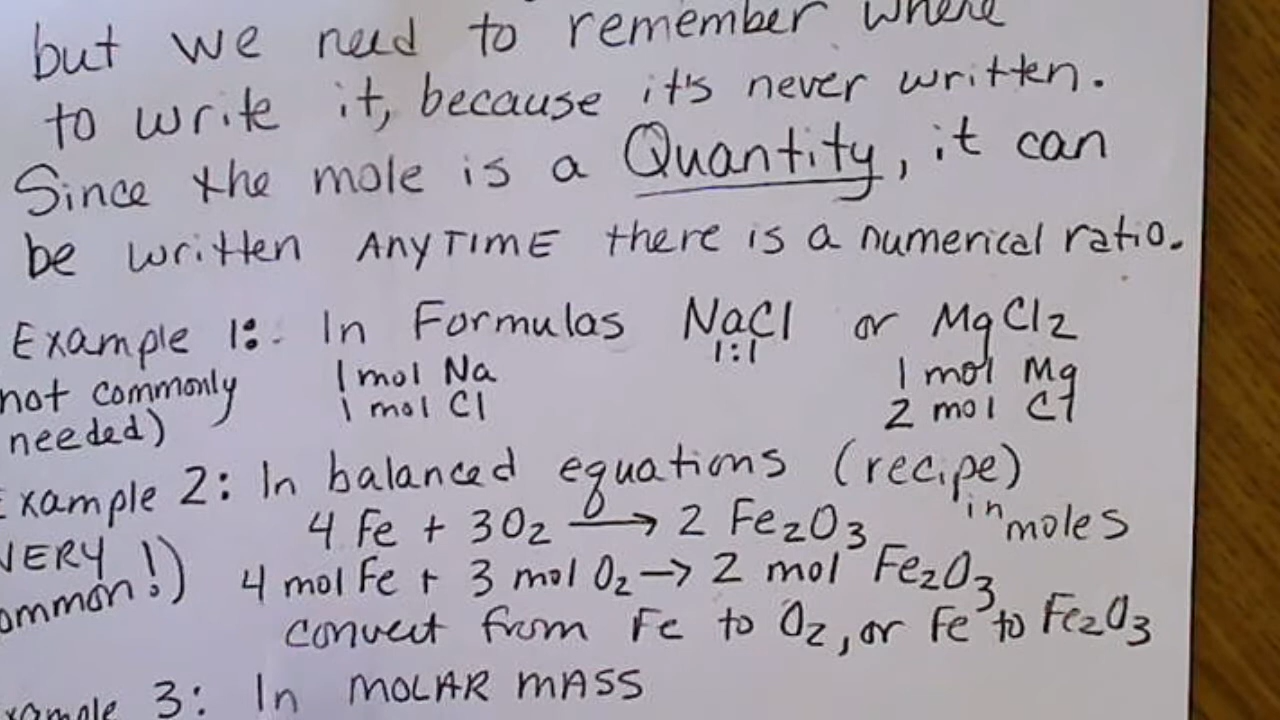 but we need to remember where
to write it, because it's never written.
Since the mole is a Quantity, it can
be written ANYTIME there is a numerical ratio.
Example 1: In Formulas NaCl or MgCl2
1:1
not commonly 1 mol Na 1 mol Mg
needed) 1 mol Cl 2 mol Cl
Example 2: In balanced equations (recipe)
in moles
4 Fe + 3O2 → 2 Fe2O3
VERY
common!) 4 mol Fe + 3 mol O2 → 2 mol Fe2O3
convert from Fe to O2, or Fe to Fe2O3
Example 3: In MOLAR MASS